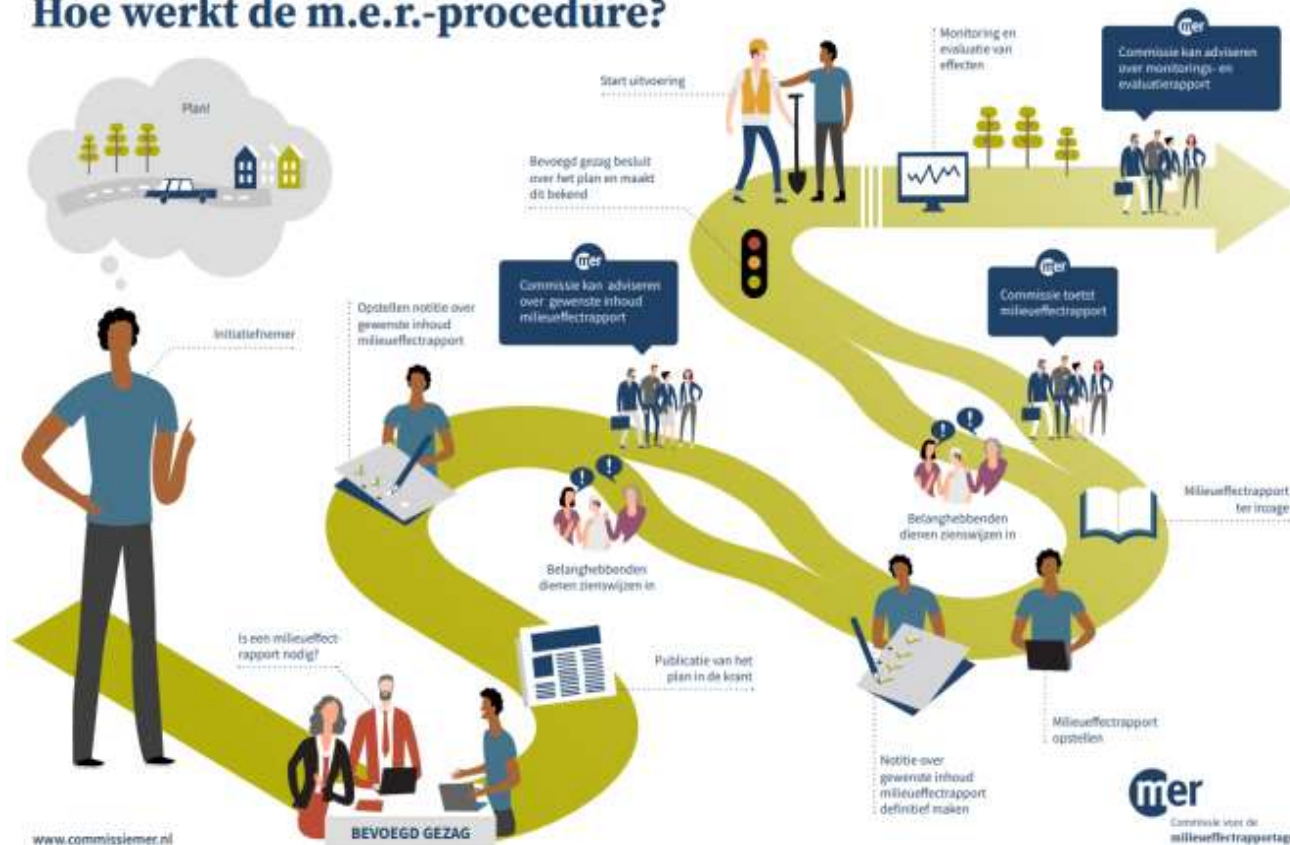 Hoe werkt de m.e.r.-procedure?
Plan!
Initiatiefnemer
Is een milieueffect-
rapport nodig?
BEVOEGD GEZAG
Publicatie van het
plan in de krant
Opstellen notitie over
gewenste inhoud
milieueffectrapport
mer
Commissie kan adviseren
over gewenste inhoud
milieueffectrapport
Belanghebbenden
dienen zienswijzen in
Notitie over
gewenste inhoud
milieueffectrapport
definitief maken
Milieueffectrapport
opstellen
Milieueffectrapport
ter inzage
mer
Commissie toetst
milieueffectrapport
Belanghebbenden
dienen zienswijzen in
Bevoegd gezag besluit
over het plan en maakt
dit bekend
Start uitvoering
Monitoring en
evaluatie van
effecten
mer
Commissie kan adviseren
over monitorings- en
evaluatierapport
www.commissiemer.nl
mer
Commissie voor de
milieueffectrapportage